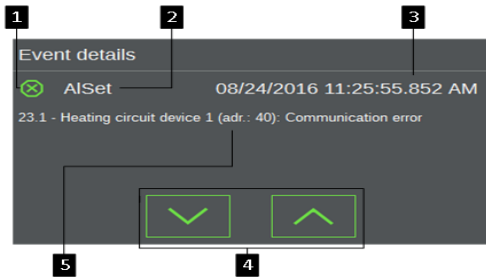 1 2 3
Event details
AlSet 08/24/2016 11:25:55.852 AM
23.1 - Heating circuit device 1 (adr.: 40): Communication error
5 4